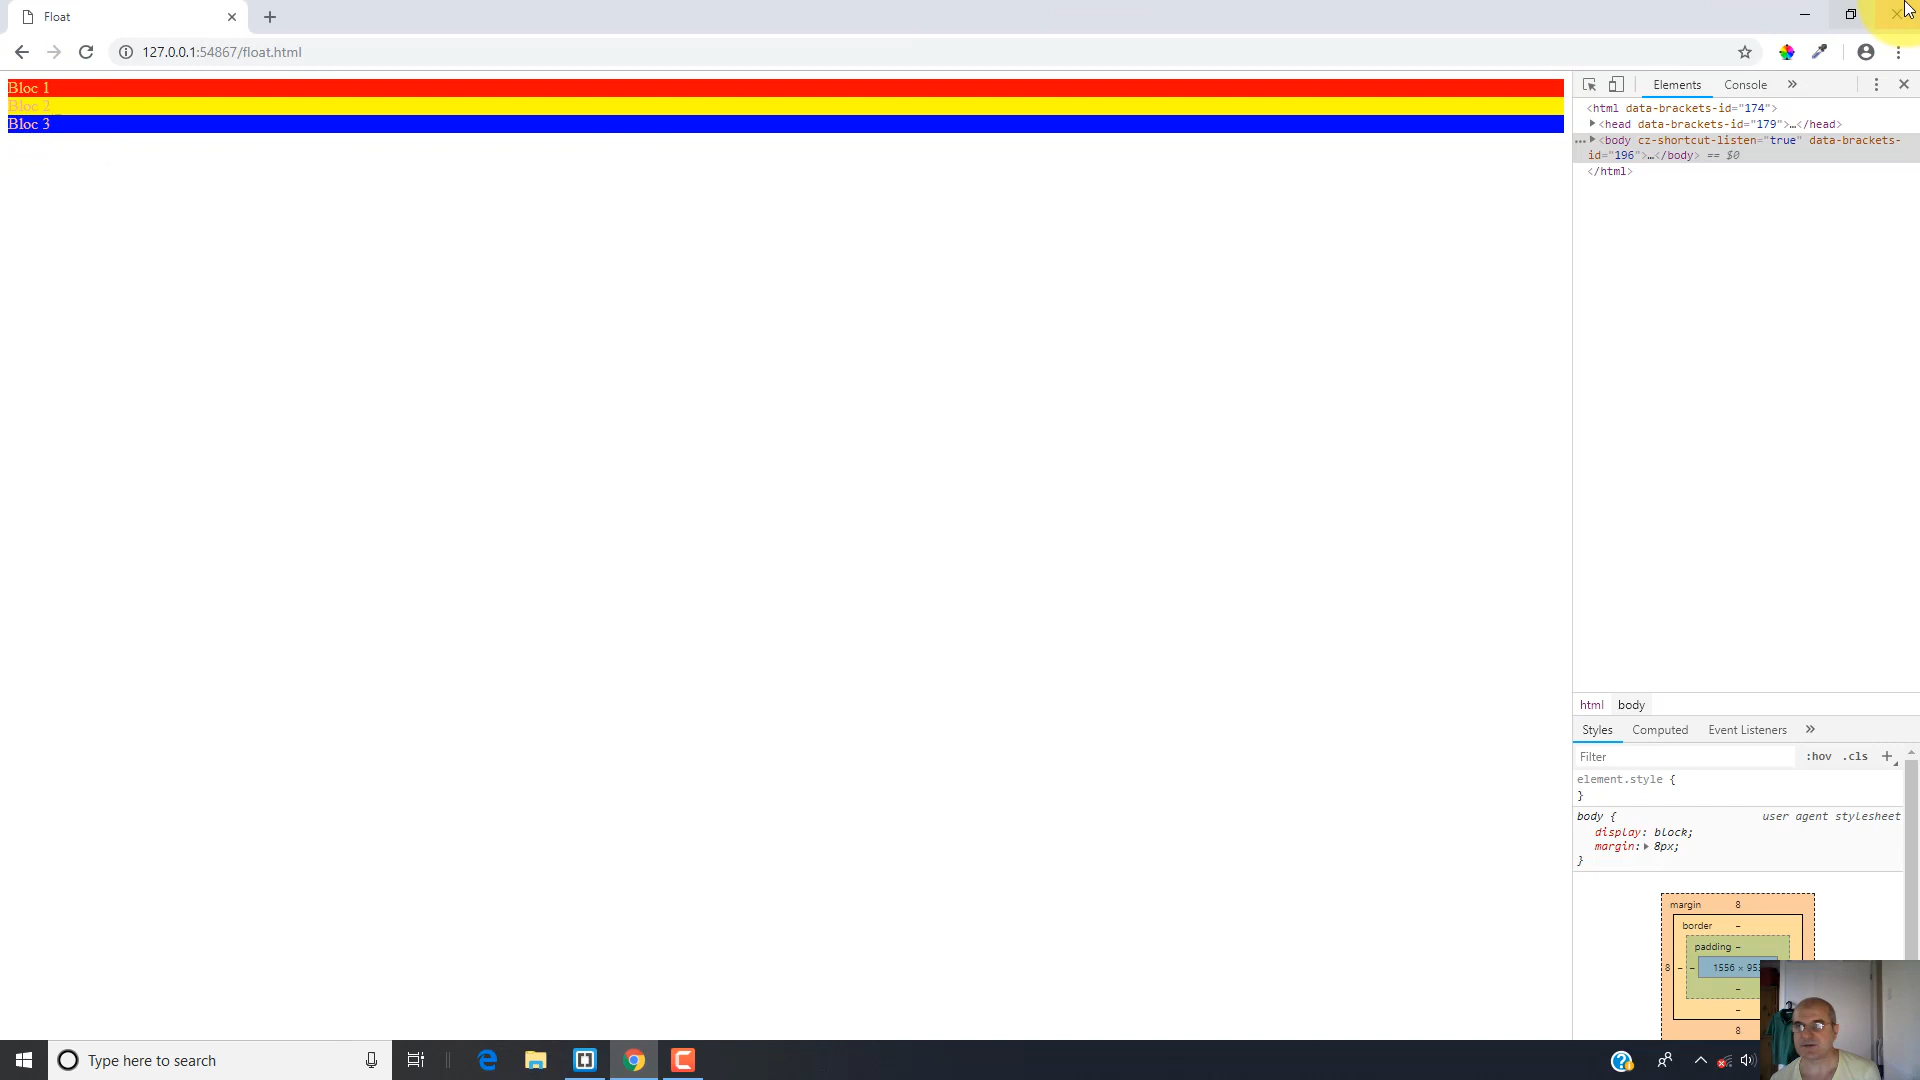 Float
127.0.0.1:54867/float.html
Bloc 1
Bloc 2
Bloc 3
Elements Console »
<html data-brackets-id="174">
<head data-brackets-id="179">…</head>
<body cz-shortcut-listen="true" data-brackets-
id="196">…</body> == $0
</html>
html body
Styles Computed Event Listeners »
Filter :hov .cls +
element.style {
}
body { user agent stylesheet
display: block;
margin: 8px;
}
margin 8
border –
padding –
8 – – 1556 × 95
–
–
8
Type here to search